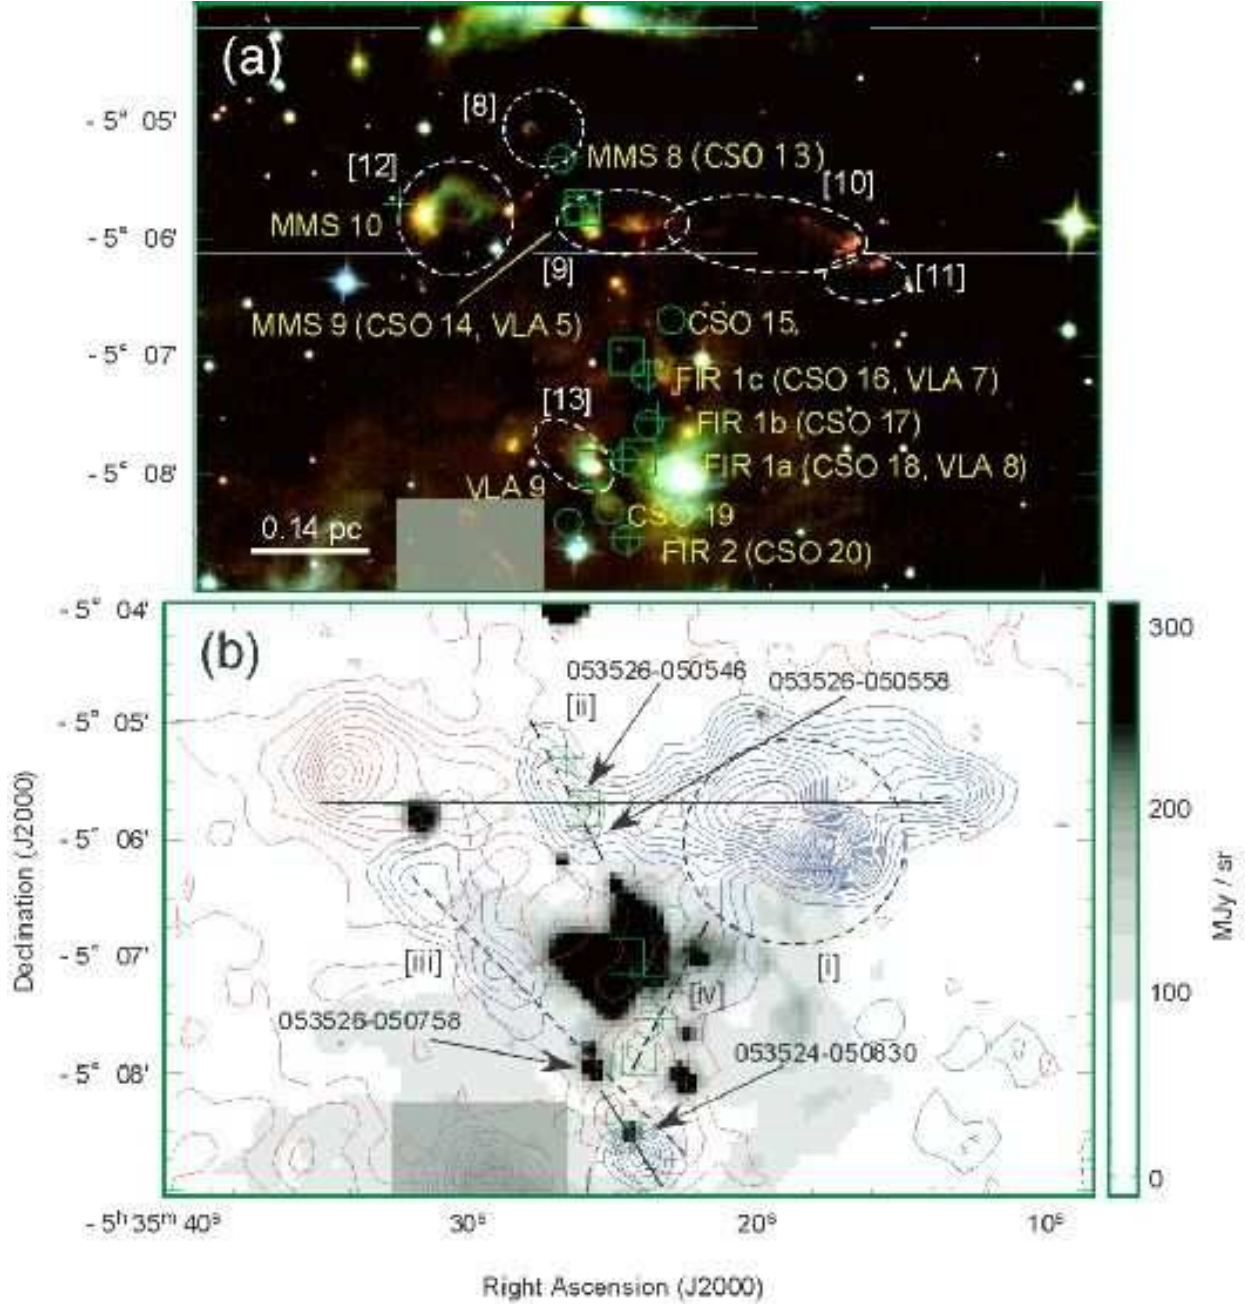 (a)
[8]
- 5° 05'
MMS 8 (CSO 13)
[12]
[10]
MMS 10
- 5° 06'
[9]
[11]
MMS 9 (CSO 14, VLA 5)
CSO 15
- 5° 07'
FIR 1c (CSO 16, VLA 7)
[13]
FIR 1b (CSO 17)
- 5° 08'
FIR 1a (CSO 18, VLA 8)
VLA 9
CSO 19
0.14 pc
FIR 2 (CSO 20)
- 5° 04'
300
(b)
053526-050546
053526-050558
[ii]
- 5° 05'
200
- 5° 06'
Declination (J2000)
MJy / sr
- 5° 07'
[iii]
[i]
[iv]
100
053526-050758
053524-050830
- 5° 08'
0
- 5ʰ 35ᵐ 40ˢ
30ˢ
20ˢ
10ˢ
Right Ascension (J2000)